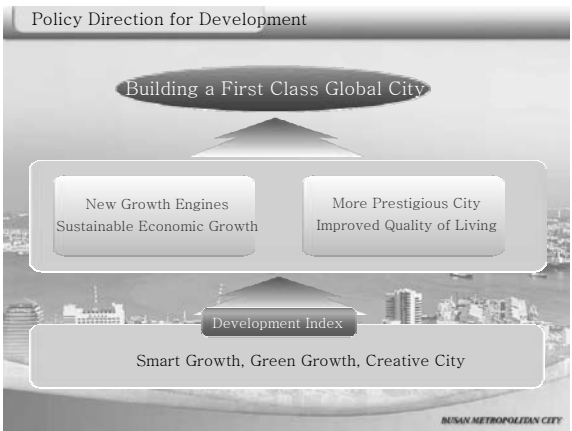 Policy Direction for Development
Building a First Class Global City
New Growth Engines
Sustainable Economic Growth
More Prestigious City
Improved Quality of Living
Development Index
Smart Growth, Green Growth, Creative City
BUSAN METROPOLITAN CITY